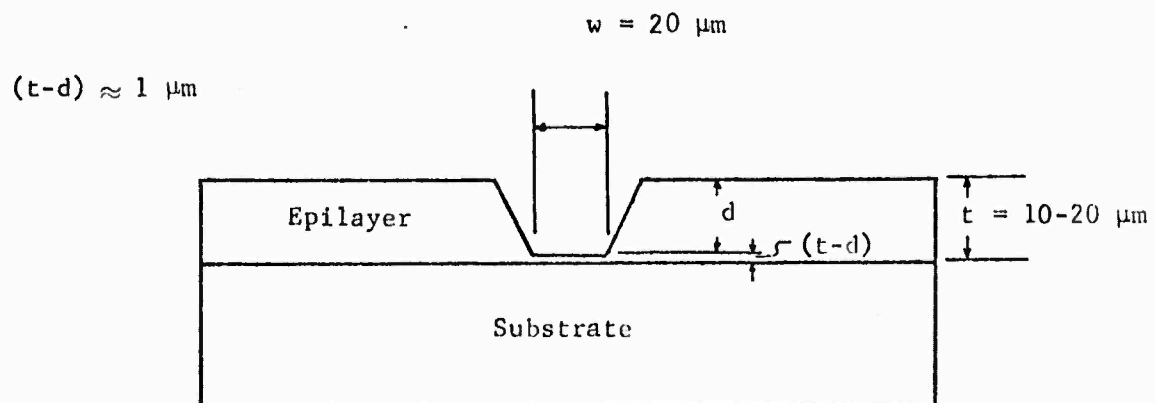 w = 20 μm
(t-d) ≈ 1 μm
Epilayer
d
t = 10-20 μm
(t-d)
Substrate